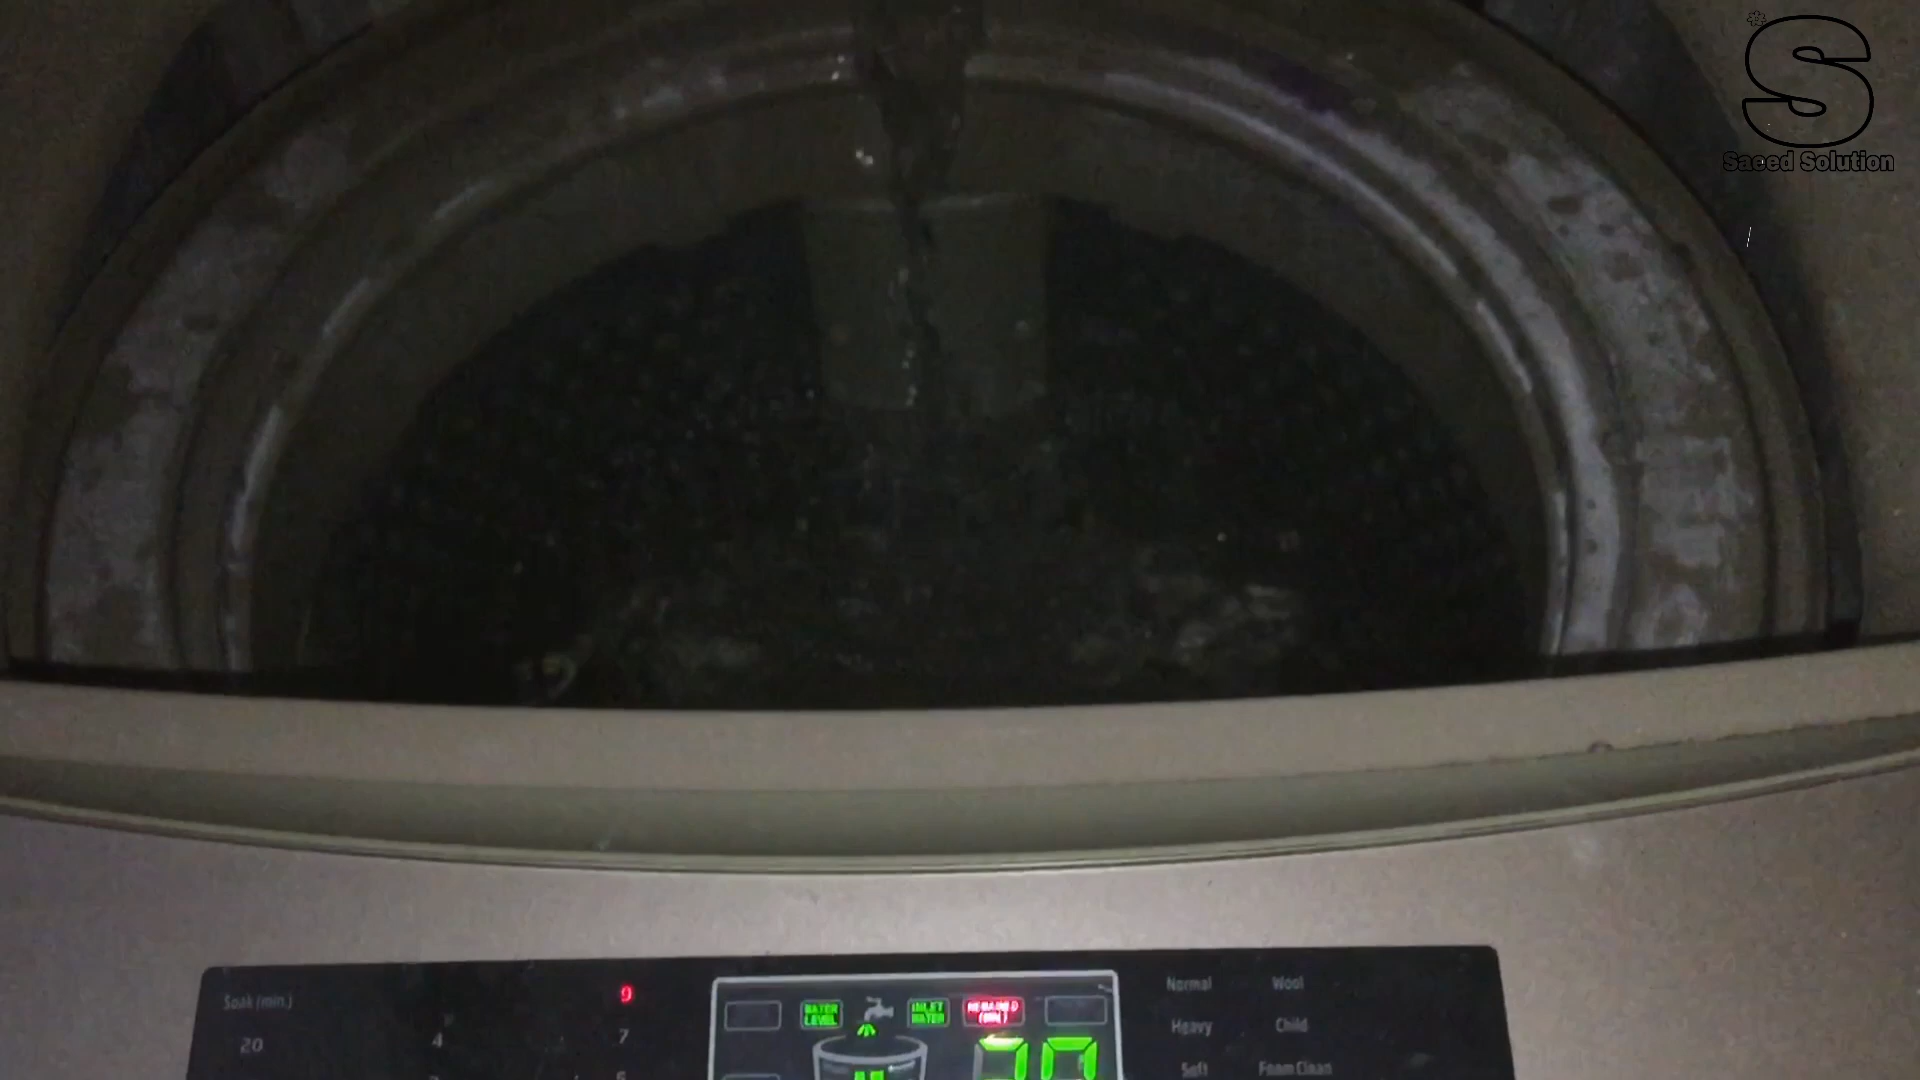 S
Saeed Solution
Soak (min.)
20
4
9
7
WATER
LEVEL
INLET
WATER
REMAINED
(MIN.)
Normal
Wool
Heavy
Child
Soft
Foam Clean